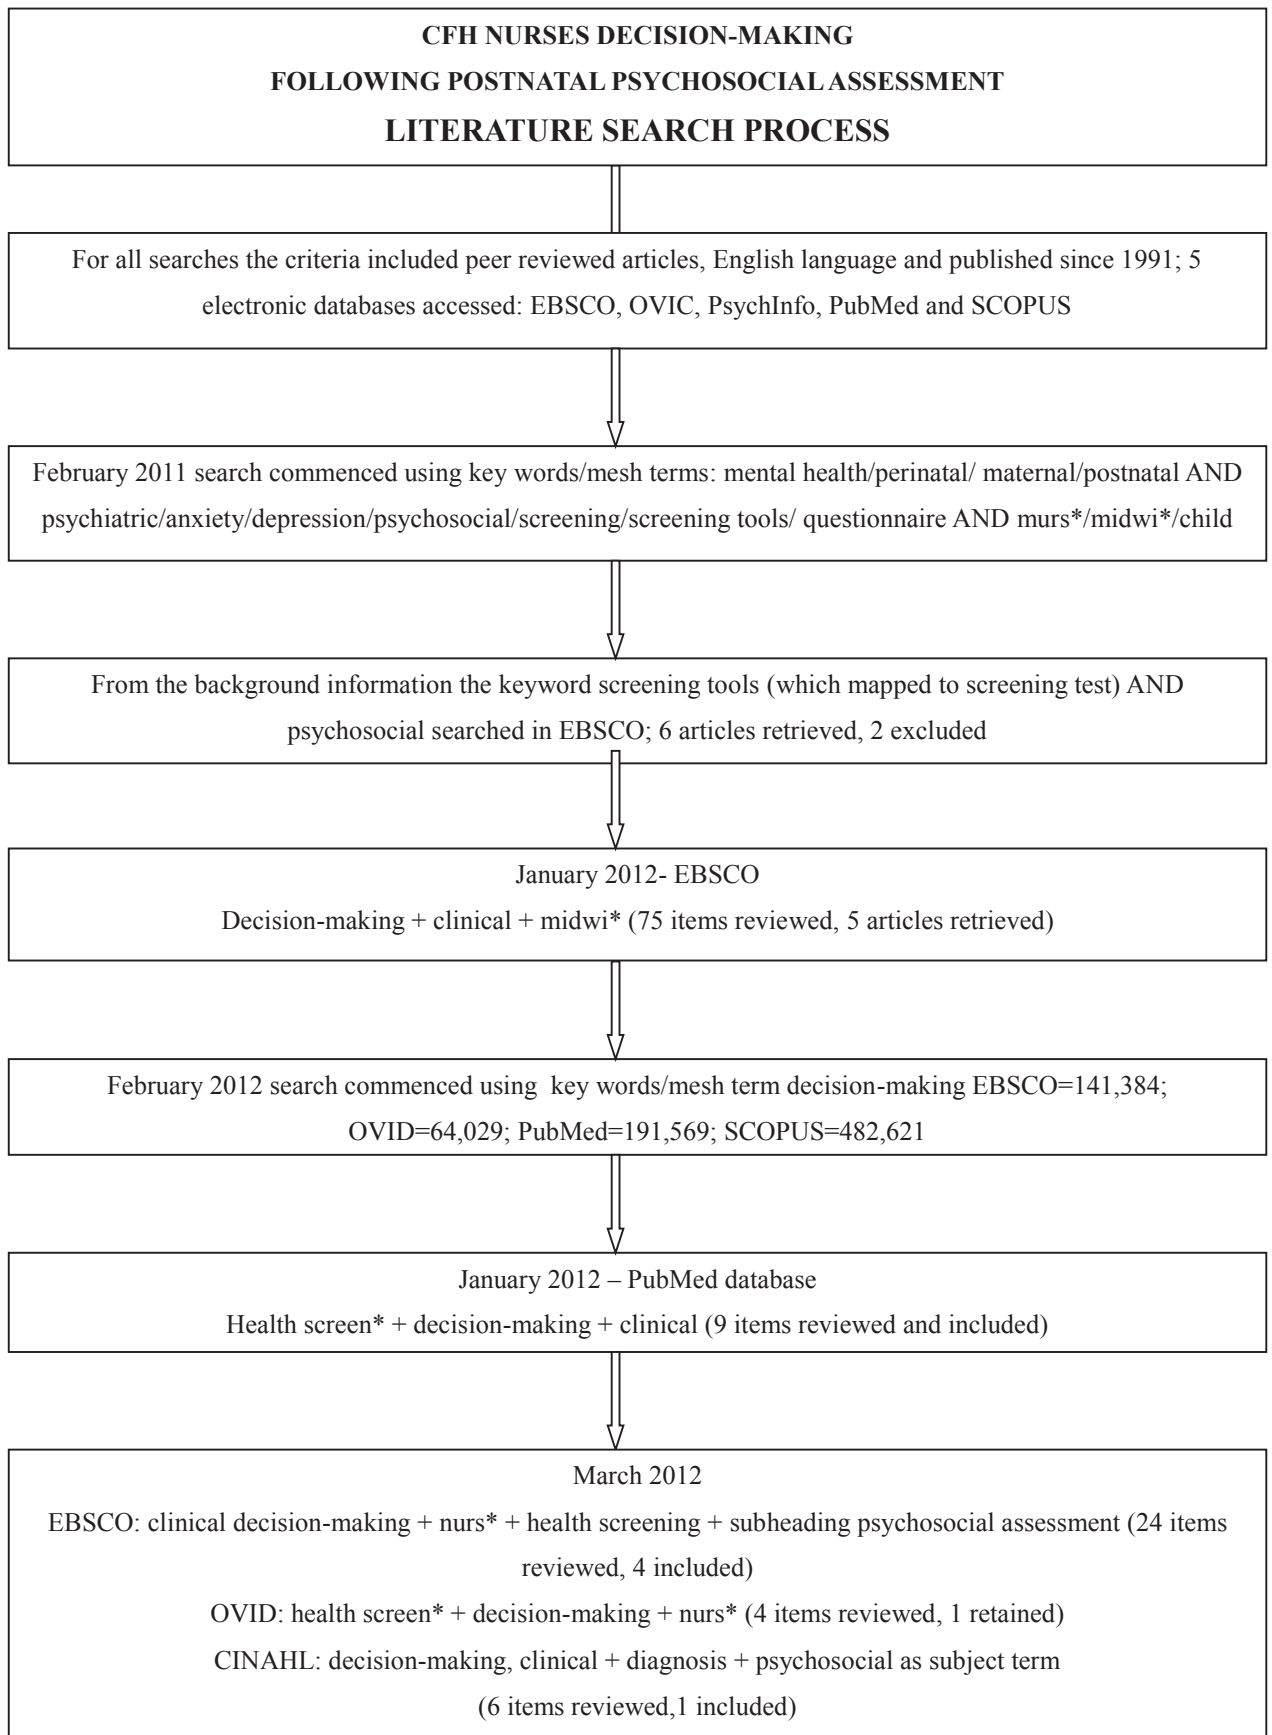 CFH NURSES DECISION-MAKING
FOLLOWING POSTNATAL PSYCHOSOCIAL ASSESSMENT
LITERATURE SEARCH PROCESS
For all searches the criteria included peer reviewed articles, English language and published since 1991; 5
electronic databases accessed: EBSCO, OVIC, PsychInfo, PubMed and SCOPUS
February 2011 search commenced using key words/mesh terms: mental health/perinatal/ maternal/postnatal AND
psychiatric/anxiety/depression/psychosocial/screening/screening tools/ questionnaire AND murs*/midwi*/child
From the background information the keyword screening tools (which mapped to screening test) AND
psychosocial searched in EBSCO; 6 articles retrieved, 2 excluded
January 2012- EBSCO
Decision-making + clinical + midwi* (75 items reviewed, 5 articles retrieved)
February 2012 search commenced using key words/mesh term decision-making EBSCO=141,384;
OVID=64,029; PubMed=191,569; SCOPUS=482,621
January 2012 – PubMed database
Health screen* + decision-making + clinical (9 items reviewed and included)
March 2012
EBSCO: clinical decision-making + nurs* + health screening + subheading psychosocial assessment (24 items
reviewed, 4 included)
OVID: health screen* + decision-making + nurs* (4 items reviewed, 1 retained)
CINAHL: decision-making, clinical + diagnosis + psychosocial as subject term
(6 items reviewed,1 included)